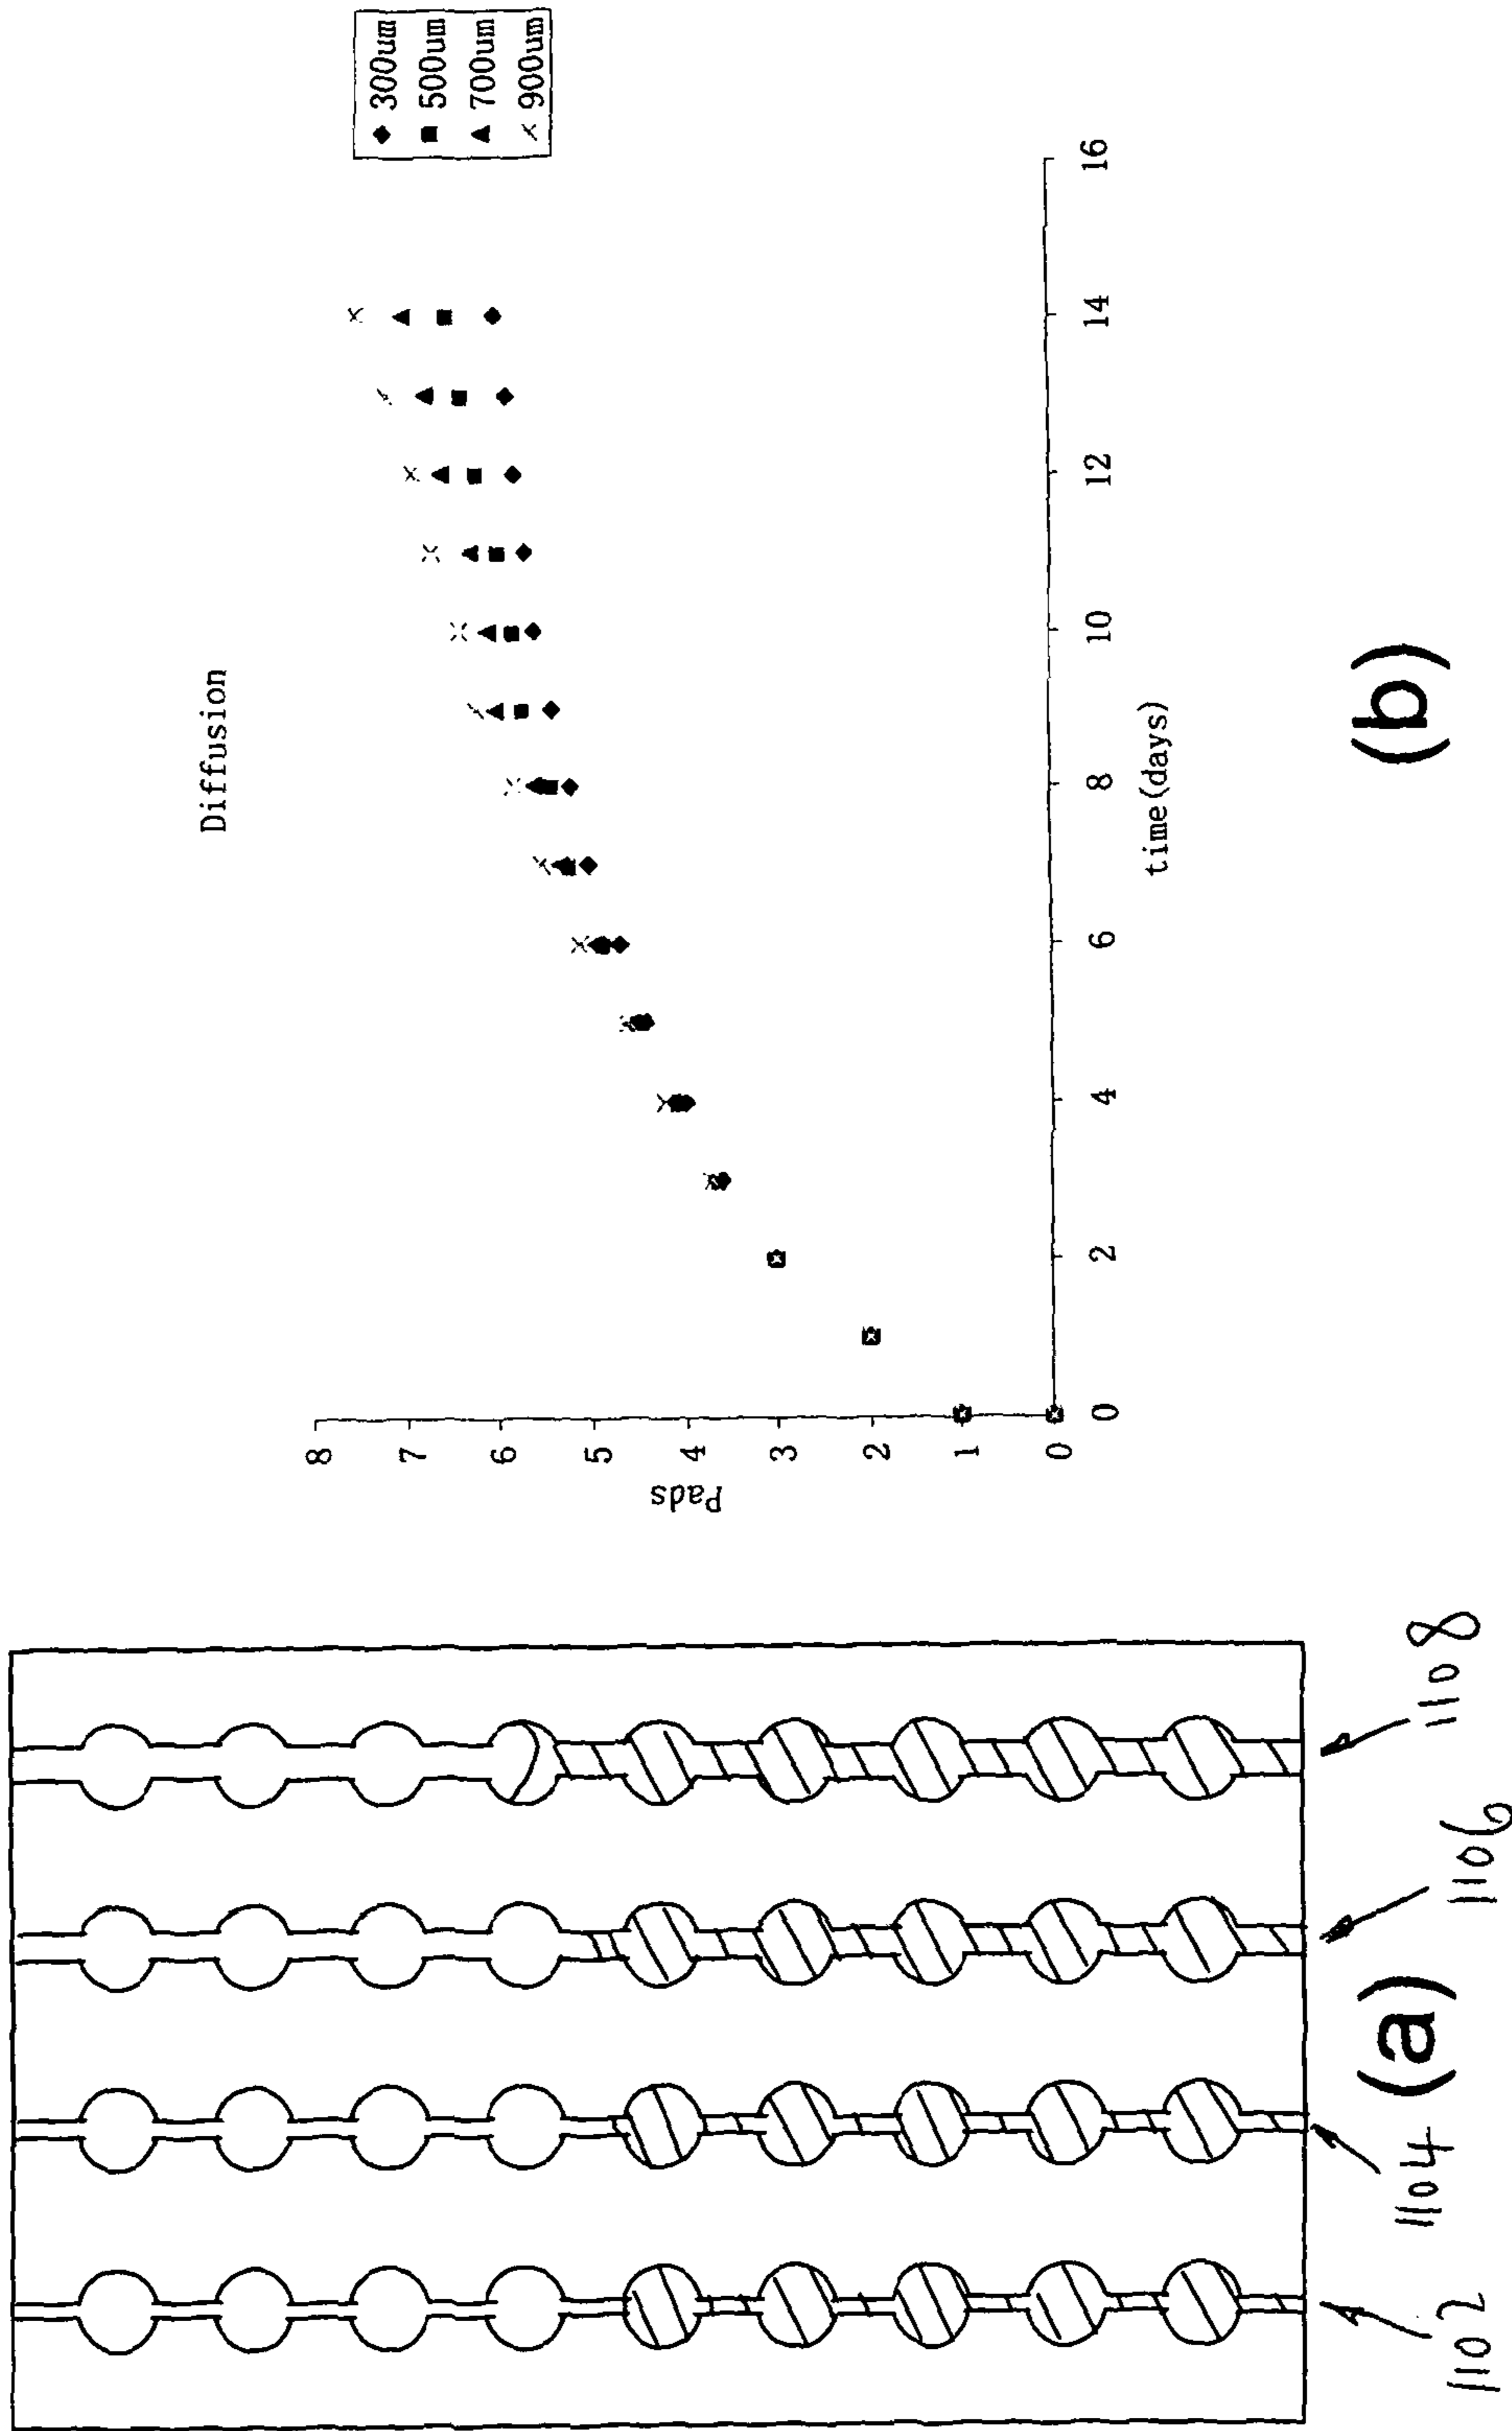 1102
1104
1106
1108
(a)
Diffusion
300um
500um
700um
900um
Pads
8
7
6
5
4
3
2
1
0
0 2 4 6 8 10 12 14 16
time(days)
(b)